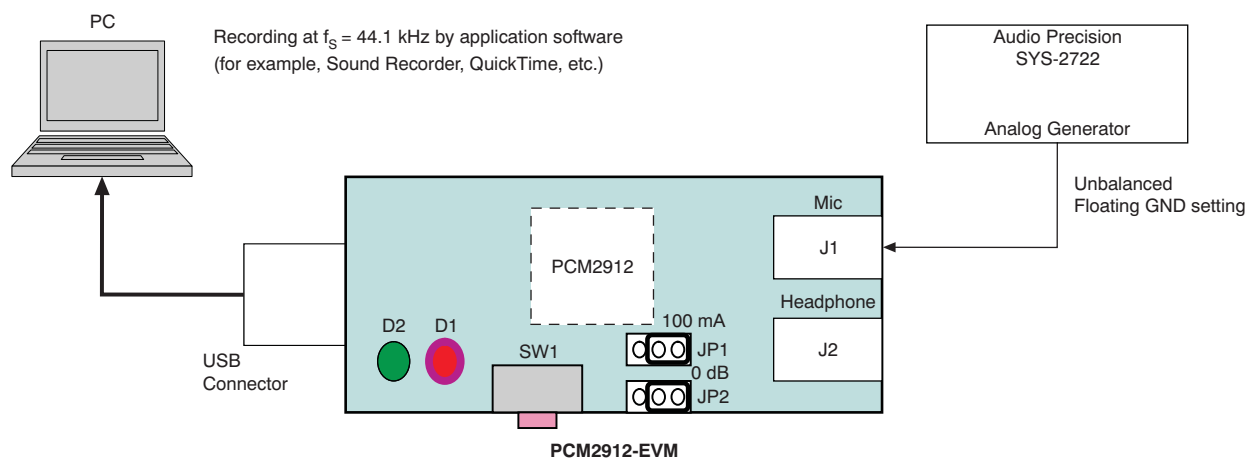 PC
Recording at fS = 44.1 kHz by application software
(for example, Sound Recorder, QuickTime, etc.)
Audio Precision
SYS-2722
Analog Generator
Unbalanced
Floating GND setting
Mic
J1
PCM2912
Headphone
J2
100 mA
JP1
0 dB
JP2
D2
D1
SW1
USB
Connector
PCM2912-EVM